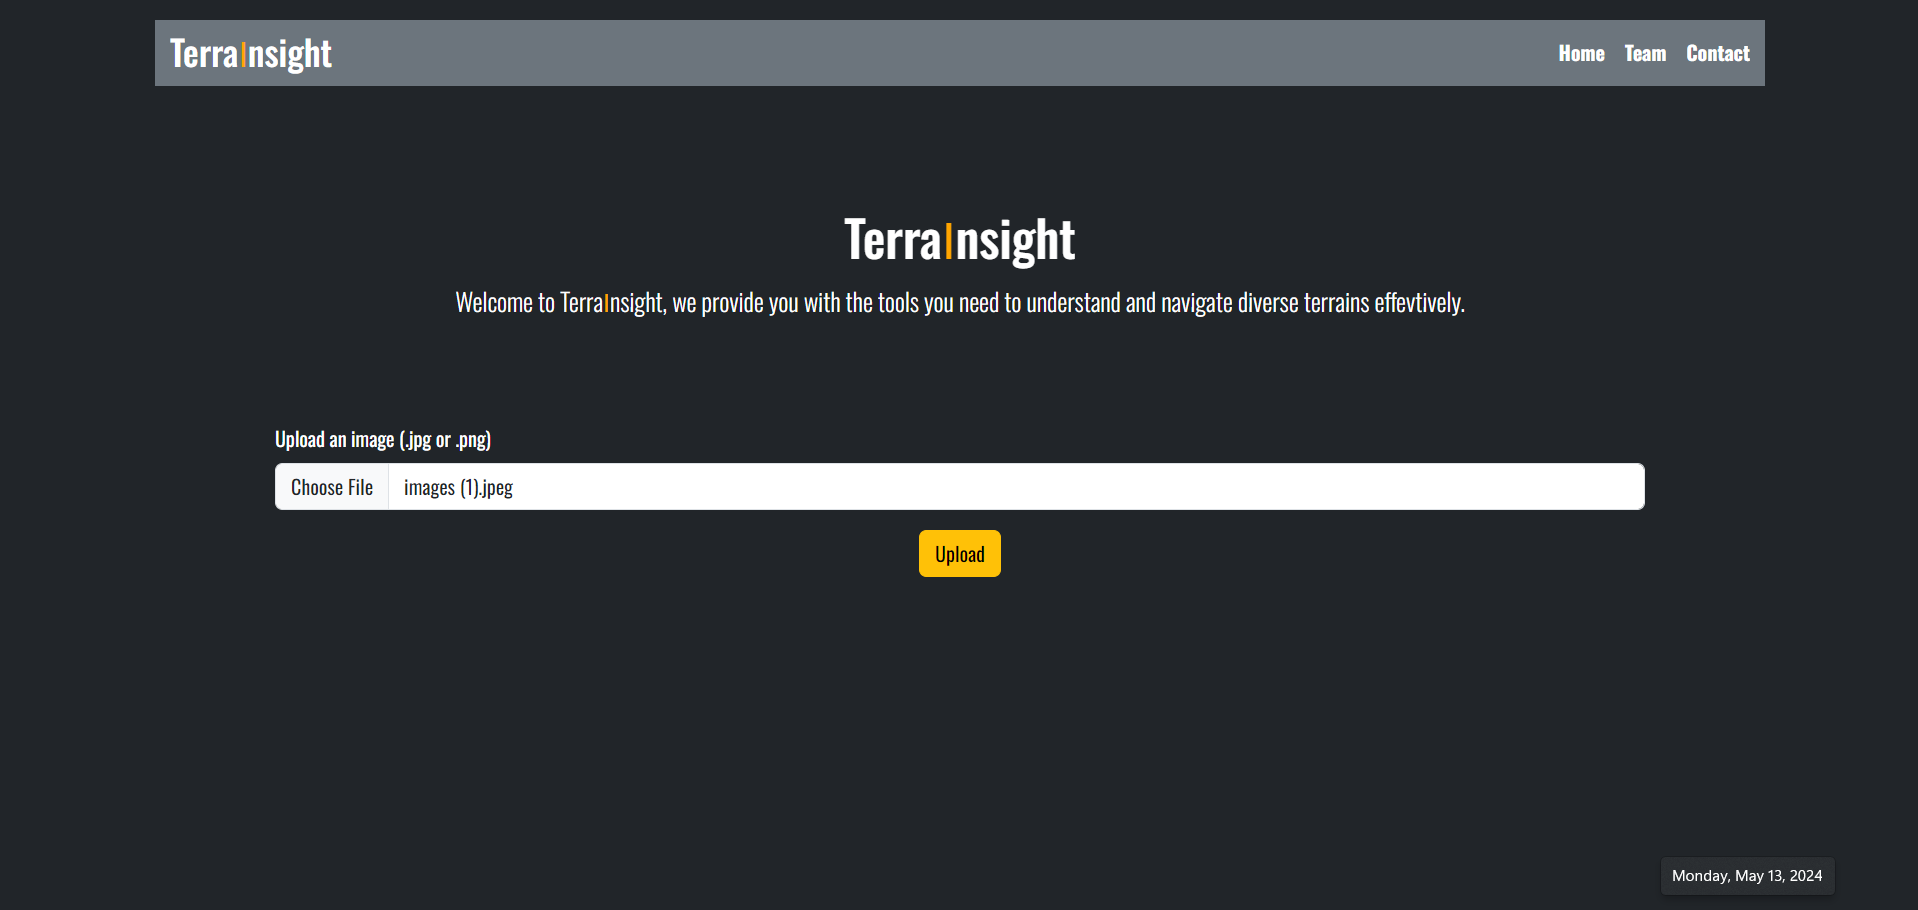 TerraInsight
Home Team Contact
TerraInsight
Welcome to TerraInsight, we provide you with the tools you need to understand and navigate diverse terrains effevtively.
Upload an image (.jpg or .png)
Choose File images (1).jpeg
Upload
Monday, May 13, 2024